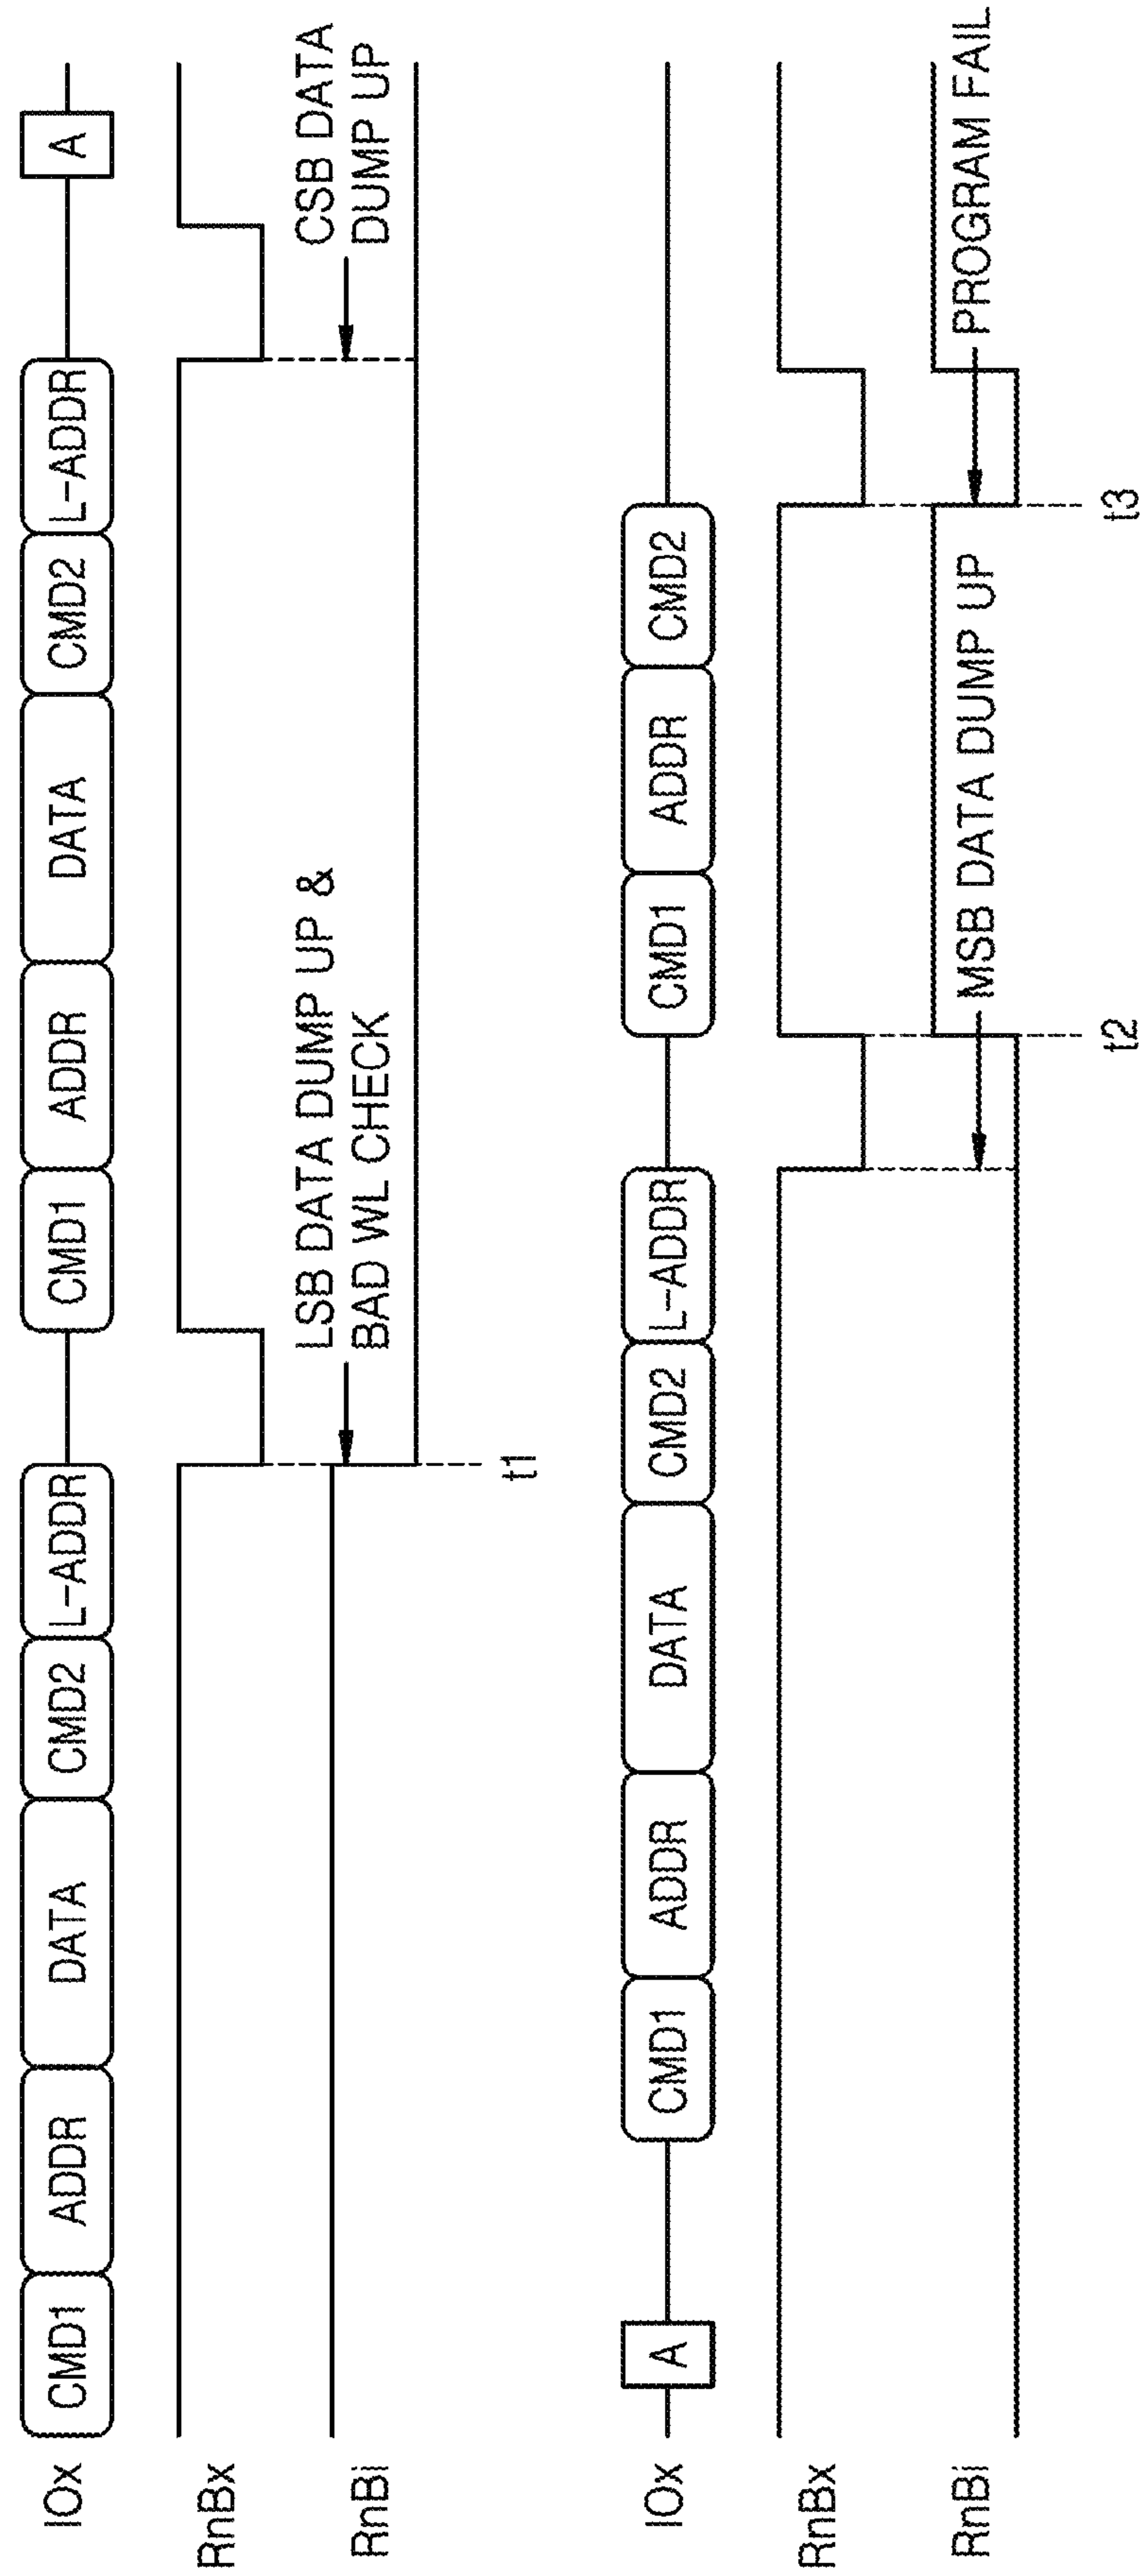 IOx CMD1 ADDR DATA CMD2 L-ADDR CMD1 ADDR DATA CMD2 L-ADDR A
RnBx
RnBi
LSB DATA DUMP UP &
BAD WL CHECK
CSB DATA
DUMP UP
t1
IOx A CMD1 ADDR DATA CMD2 L-ADDR CMD1 ADDR CMD2
RnBx
RnBi
MSB DATA DUMP UP
PROGRAM FAIL
t2 t3